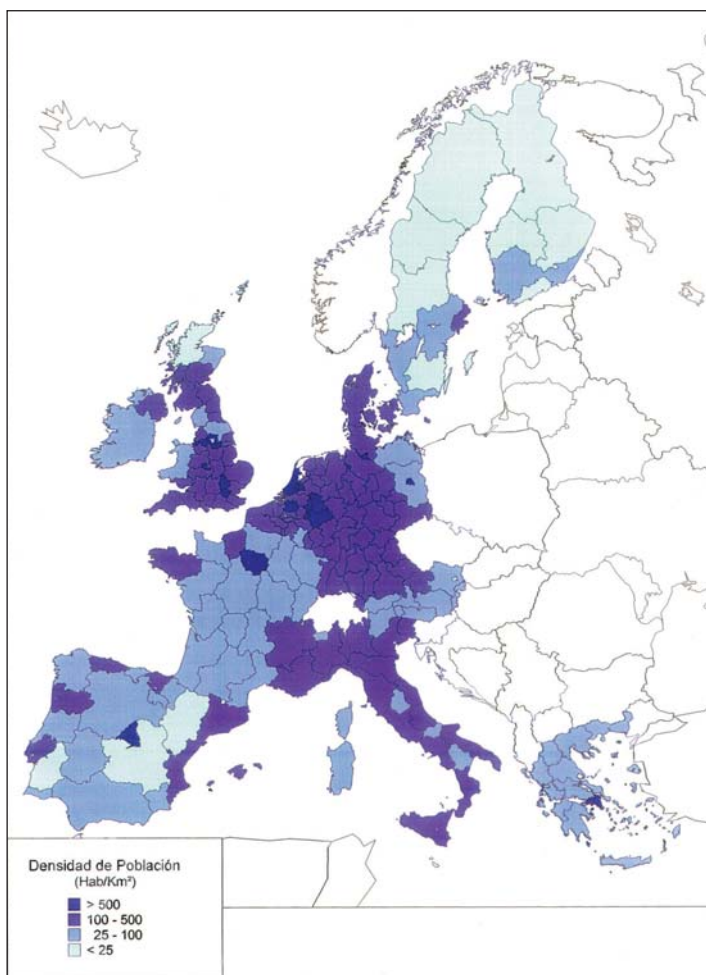 Densidad de Población
(Hab/Km²)
> 500
100 - 500
25 - 100
< 25